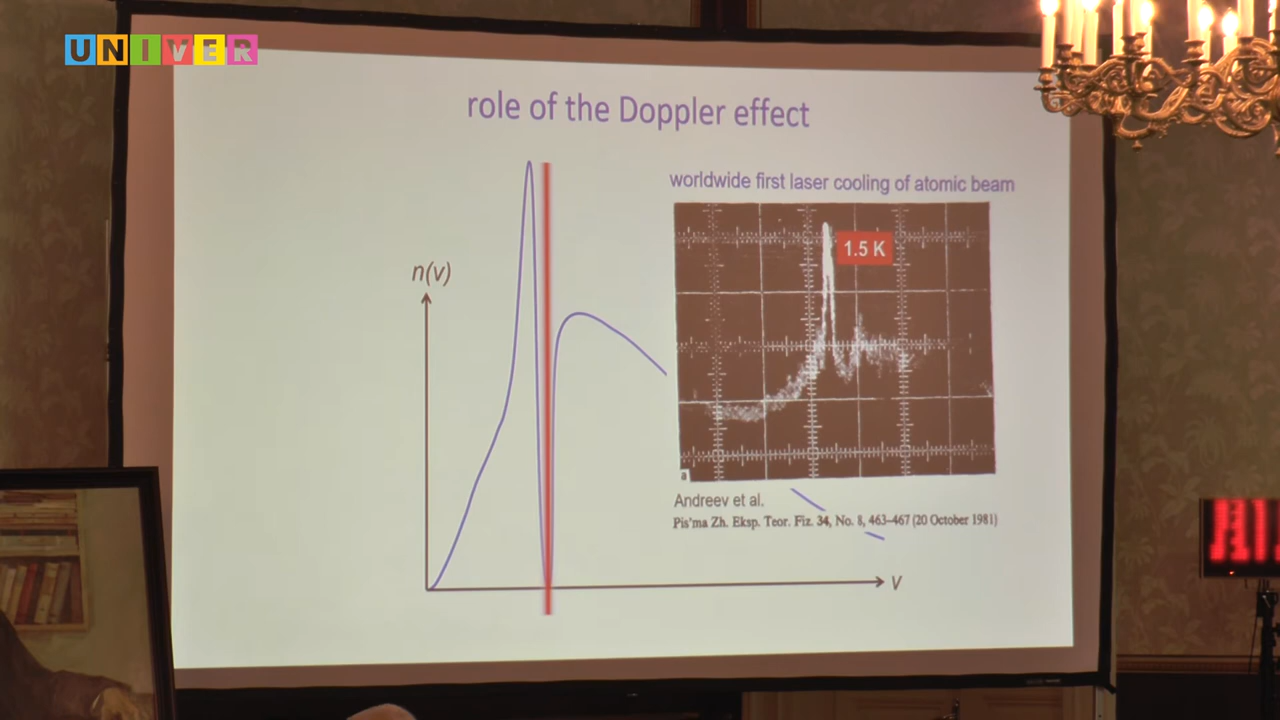 UNIVER
role of the Doppler effect
worldwide first laser cooling of atomic beam
1.5 K
n(v)
Andreev et al.
Pis'ma Zh. Eksp. Teor. Fiz. 34, No. 8, 463–467 (20 October 1981)
v